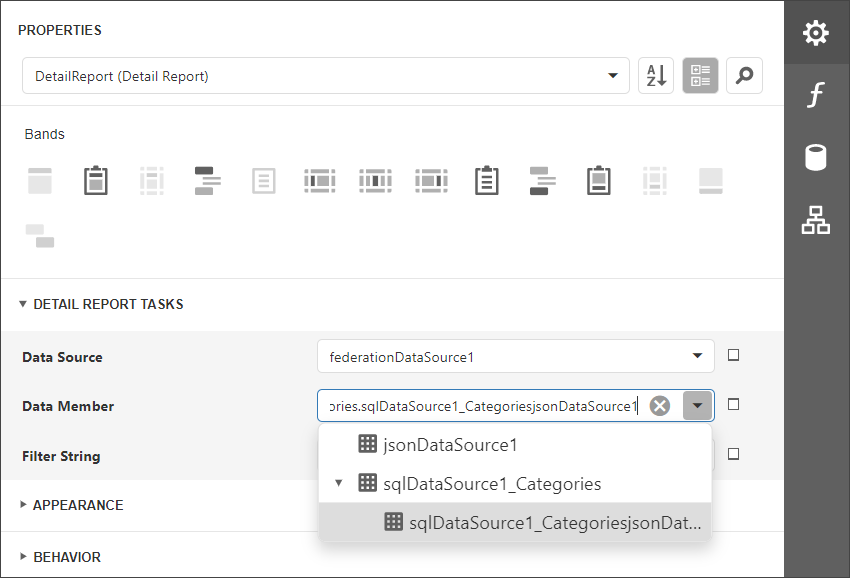 PROPERTIES
DetailReport (Detail Report)
A
Z
f
Bands
DETAIL REPORT TASKS
Data Source
federationDataSource1
Data Member
ories.sqlDataSource1_CategoriesjsonDataSource1
jsonDataSource1
Filter String
sqlDataSource1_Categories
APPEARANCE
sqlDataSource1_CategoriesjsonDat...
BEHAVIOR